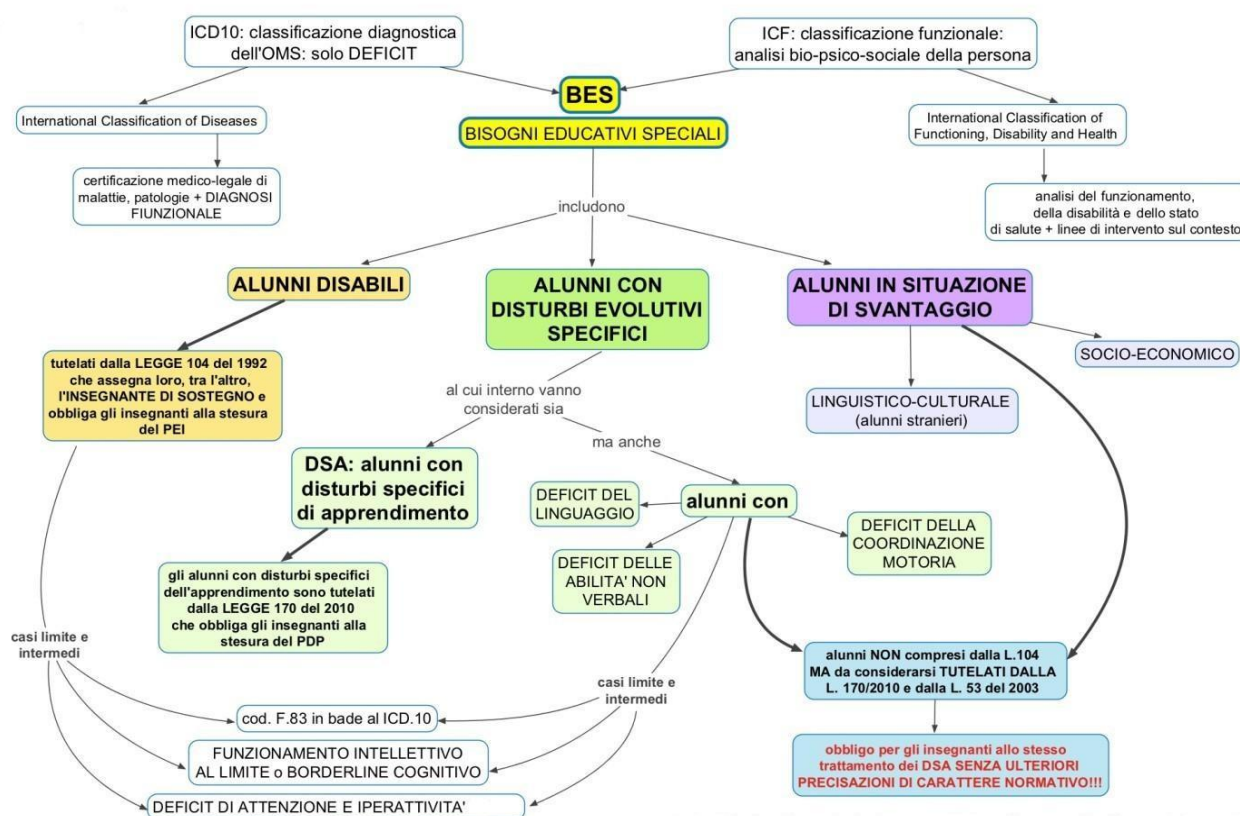 ICD10: classificazione diagnostica
dell'OMS: solo DEFICIT
ICF: classificazione funzionale:
analisi bio-psico-sociale della persona
BES
BISOGNI EDUCATIVI SPECIALI
International Classification of Diseases
International Classification of
Functioning, Disability and Health
certificazione medico-legale di
malattie, patologie + DIAGNOSI
FIUNZIONALE
analisi del funzionamento,
della disabilità e dello stato
di salute + linee di intervento sul contesto
includono
ALUNNI DISABILI
ALUNNI CON
DISTURBI EVOLUTIVI
SPECIFICI
ALUNNI IN SITUAZIONE
DI SVANTAGGIO
tutelati dalla LEGGE 104 del 1992
che assegna loro, tra l'altro,
l'INSEGNANTE DI SOSTEGNO e
obbliga gli insegnanti alla stesura
del PEI
al cui interno vanno
considerati sia
SOCIO-ECONOMICO
LINGUISTICO-CULTURALE
(alunni stranieri)
ma anche
DSA: alunni con
disturbi specifici
di apprendimento
DEFICIT DEL
LINGUAGGIO
alunni con
DEFICIT DELLA
COORDINAZIONE
MOTORIA
DEFICIT DELLE
ABILITA' NON
VERBALI
gli alunni con disturbi specifici
dell'apprendimento sono tutelati
dalla LEGGE 170 del 2010
che obbliga gli insegnanti alla
stesura del PDP
casi limite e
intermedi
alunni NON compresi dalla L.104
MA da considerarsi TUTELATI DALLA
L. 170/2010 e dalla L. 53 del 2003
casi limite e
intermedi
cod. F.83 in bade al ICD.10
FUNZIONAMENTO INTELLETTIVO
AL LIMITE o BORDERLINE COGNITIVO
DEFICIT DI ATTENZIONE E IPERATTIVITA'
obbligo per gli insegnanti allo stesso
trattamento dei DSA SENZA ULTERIORI
PRECISAZIONI DI CARATTERE NORMATIVO!!!